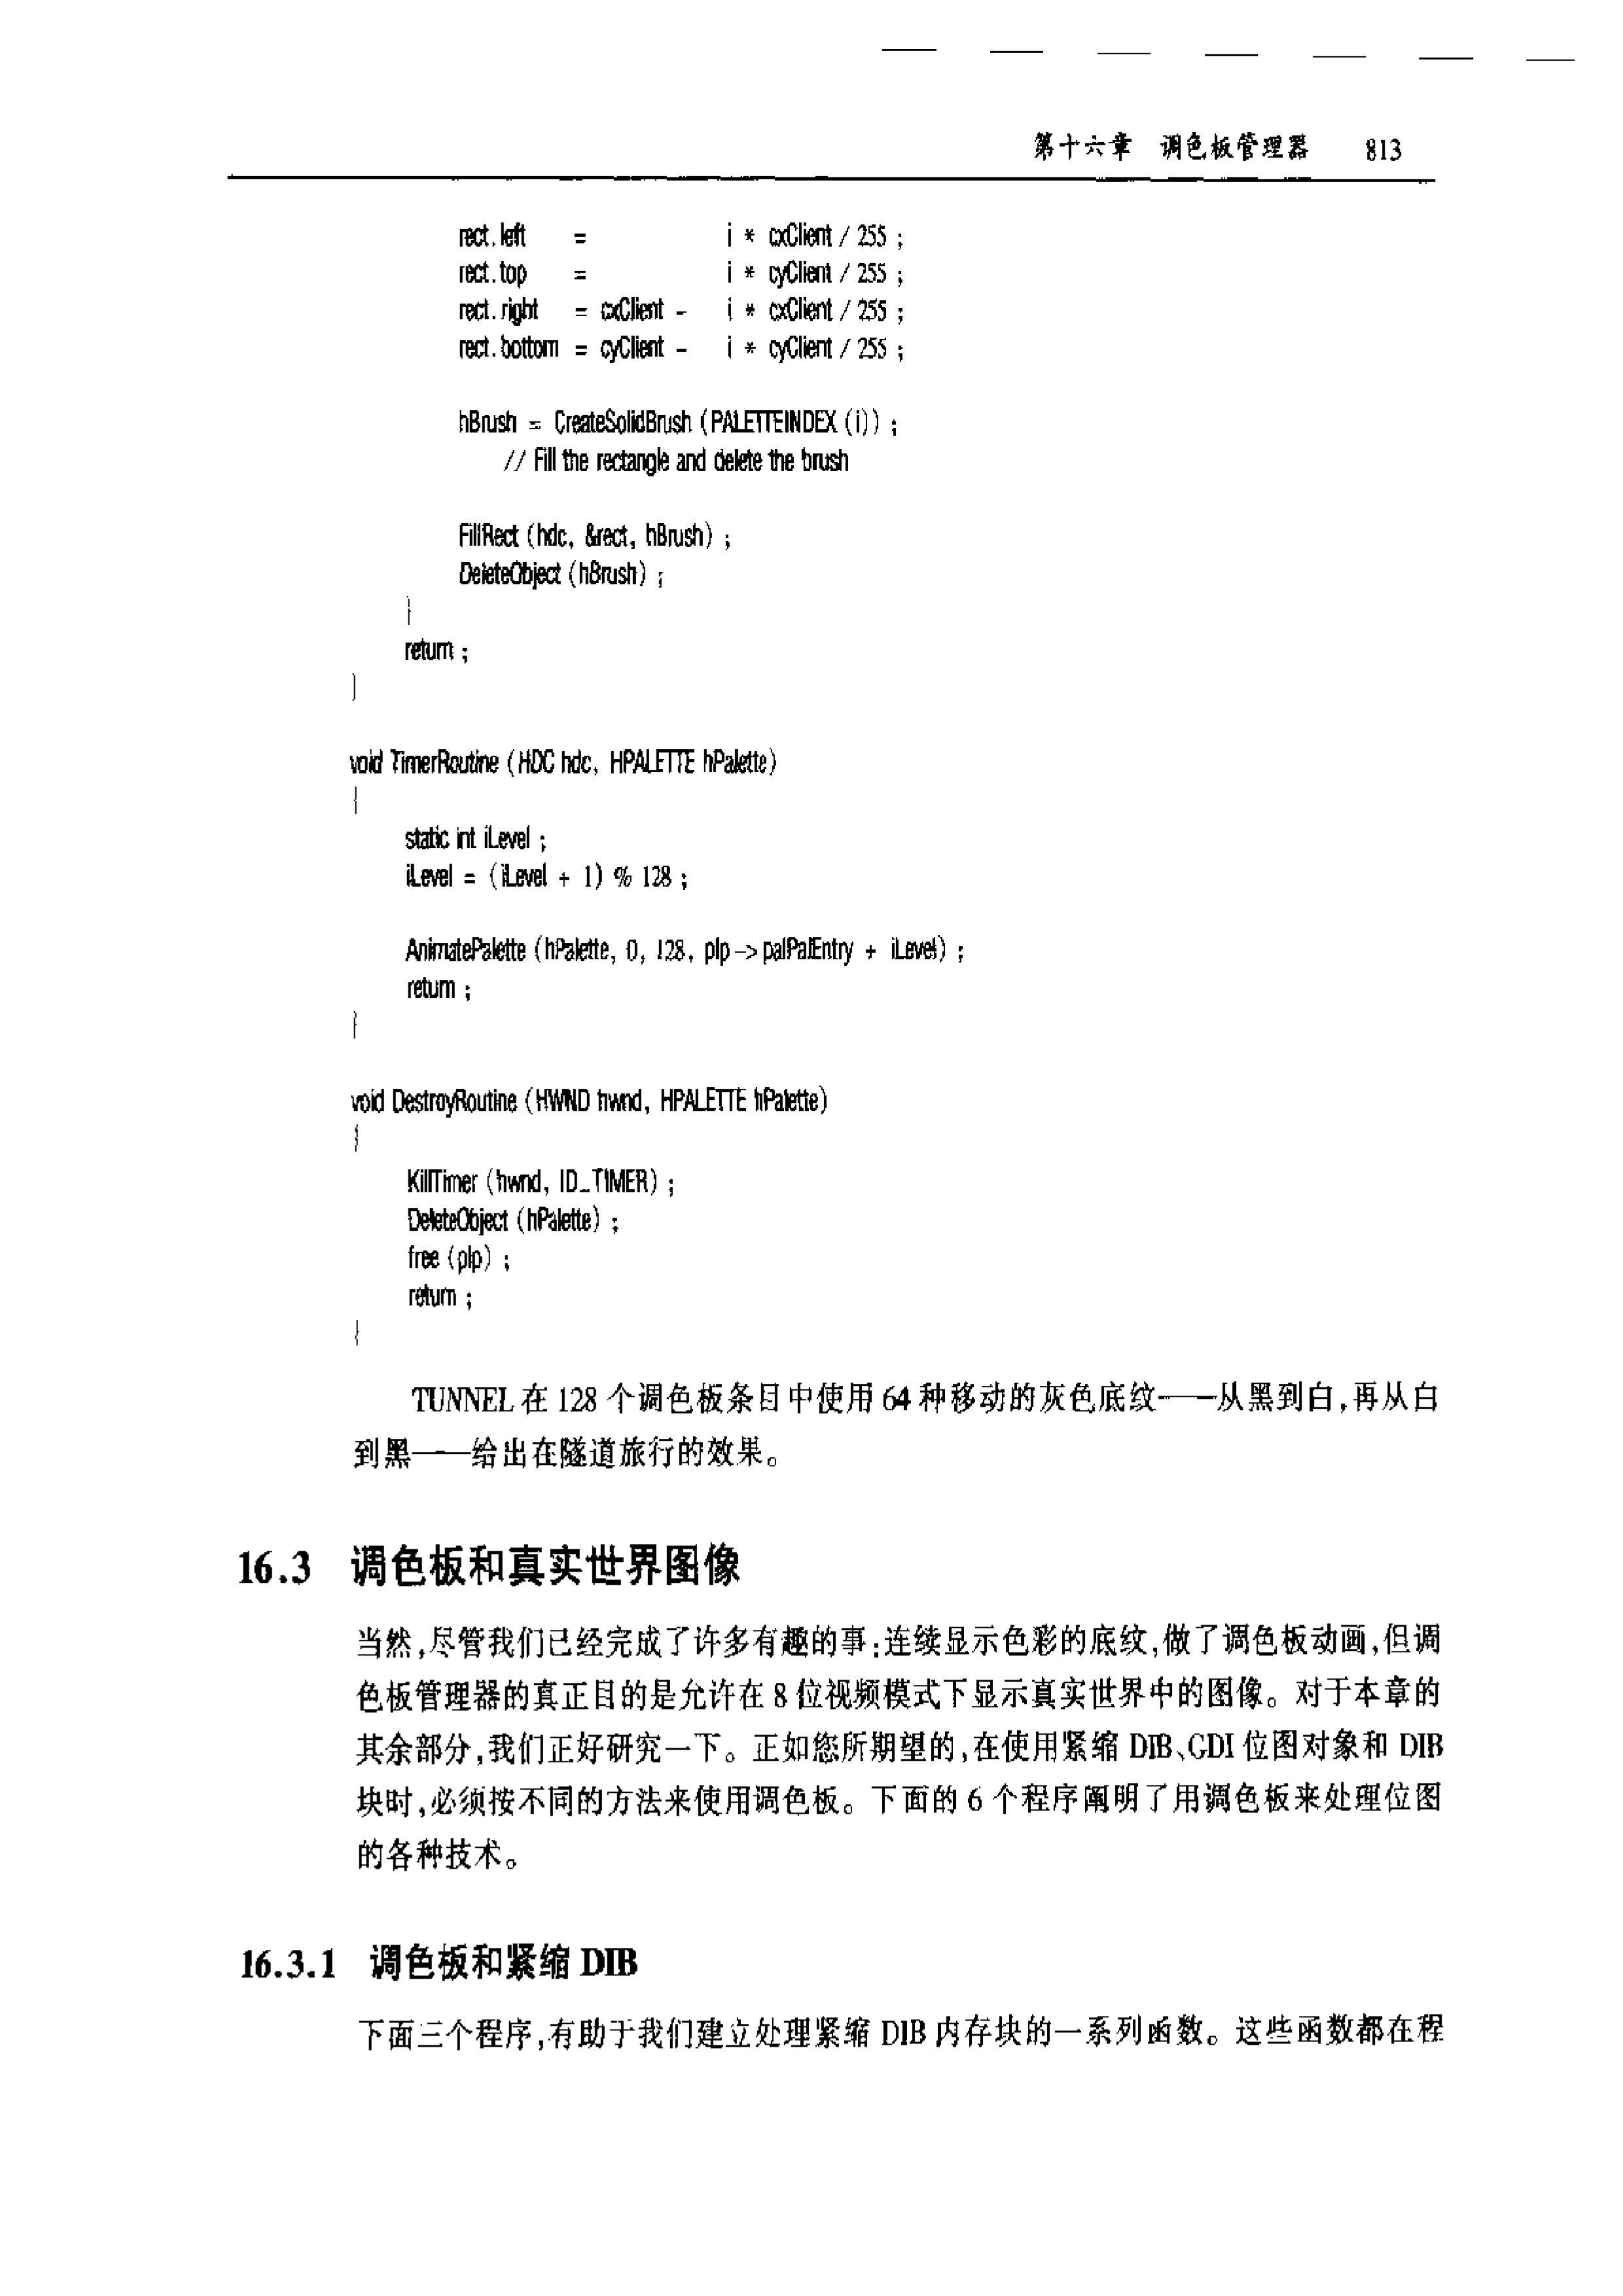 第十六章 调色板管理器 813
rect.left = i * cxClient / 255 ;
rect.top = i * cyClient / 255 ;
rect.right = cxClient - i * cxClient / 255 ;
rect.bottom = cyClient - i * cyClient / 255 ;
hBrush = CreateSolidBrush (PALETTEINDEX (i)) ;
// Fill the rectangle and delete the brush
FillRect (hdc, &rect, hBrush) ;
DeleteObject (hBrush) ;
}
return ;
}
void TimerRoutine (HDC hdc, HPALETTE hPalette)
{
static int iLevel ;
iLevel = (iLevel + 1) % 128 ;
AnimatePalette (hPalette, 0, 128, plp->palPalEntry + iLevel) ;
return ;
}
void DestroyRoutine (HWND hwnd, HPALETTE hPalette)
{
KillTimer (hwnd, ID_TIMER) ;
DeleteObject (hPalette) ;
free (plp) ;
return ;
}
TUNNEL 在 128 个调色板条目中使用 64 种移动的灰色底纹——从黑到白,再从白
到黑——给出在隧道旅行的效果。
16.3 调色板和真实世界图像
当然,尽管我们已经完成了许多有趣的事:连续显示色彩的底纹,做了调色板动画,但调
色板管理器的真正目的是允许在 8 位视频模式下显示真实世界中的图像。对于本章的
其余部分,我们正好研究一下。正如您所期望的,在使用紧缩 DIB、GDI 位图对象和 DIB
块时,必须按不同的方法来使用调色板。下面的 6 个程序阐明了用调色板来处理位图
的各种技术。
16.3.1 调色板和紧缩 DIB
下面三个程序,有助于我们建立处理紧缩 DIB 内存块的一系列函数。这些函数都在程